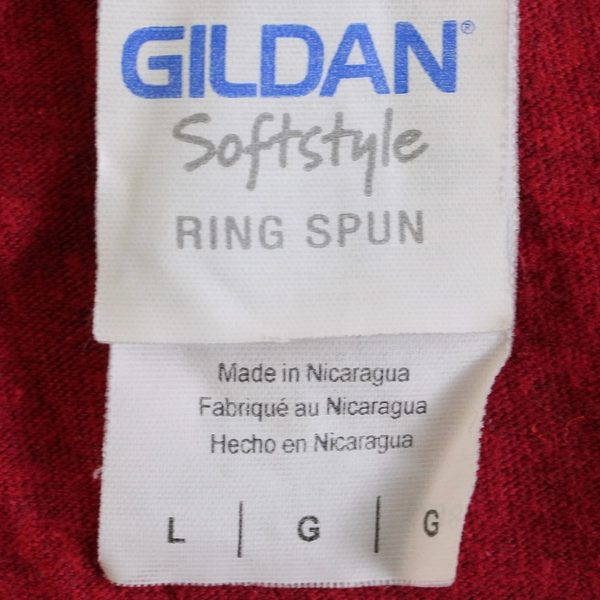 GILDAN®
Softstyle
RING SPUN
Made in Nicaragua
Fabriqué au Nicaragua
Hecho en Nicaragua
L | G | G